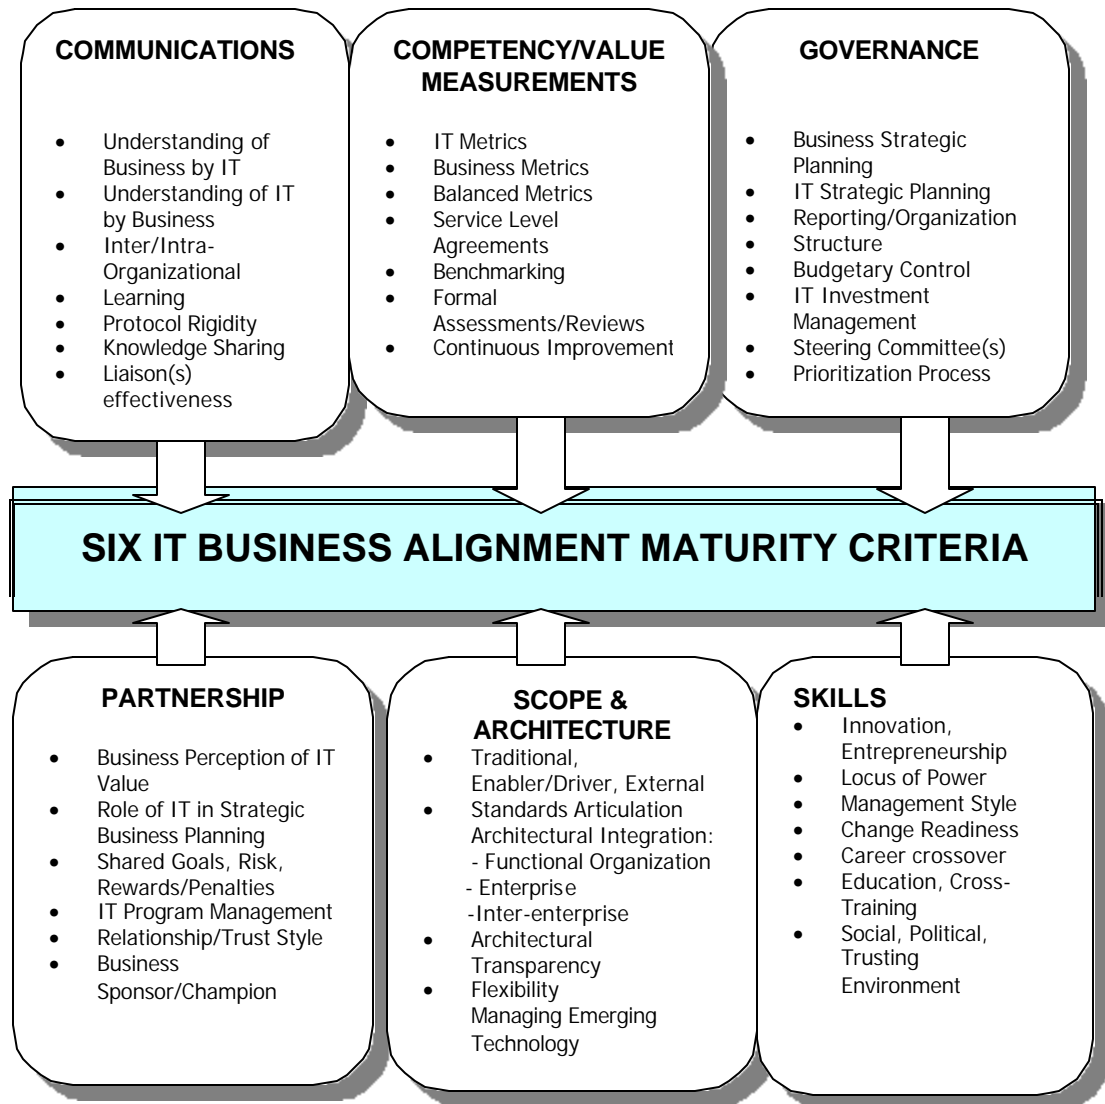 COMMUNICATIONS
• Understanding of
Business by IT
• Understanding of IT
by Business
• Inter/Intra-
Organizational
• Learning
• Protocol Rigidity
• Knowledge Sharing
• Liaison(s)
effectiveness
COMPETENCY/VALUE
MEASUREMENTS
• IT Metrics
• Business Metrics
• Balanced Metrics
• Service Level
Agreements
• Benchmarking
• Formal
Assessments/Reviews
• Continuous Improvement
GOVERNANCE
• Business Strategic
Planning
• IT Strategic Planning
• Reporting/Organization
• Structure
• Budgetary Control
• IT Investment
Management
• Steering Committee(s)
• Prioritization Process
SIX IT BUSINESS ALIGNMENT MATURITY CRITERIA
PARTNERSHIP
• Business Perception of IT
Value
• Role of IT in Strategic
Business Planning
• Shared Goals, Risk,
Rewards/Penalties
• IT Program Management
• Relationship/Trust Style
• Business
Sponsor/Champion
SCOPE &
ARCHITECTURE
• Traditional,
Enabler/Driver, External
• Standards Articulation
Architectural Integration:
- Functional Organization
- Enterprise
-Inter-enterprise
• Architectural
Transparency
• Flexibility
Managing Emerging
Technology
SKILLS
• Innovation,
Entrepreneurship
• Locus of Power
• Management Style
• Change Readiness
• Career crossover
• Education, Cross-
Training
• Social, Political,
Trusting
Environment